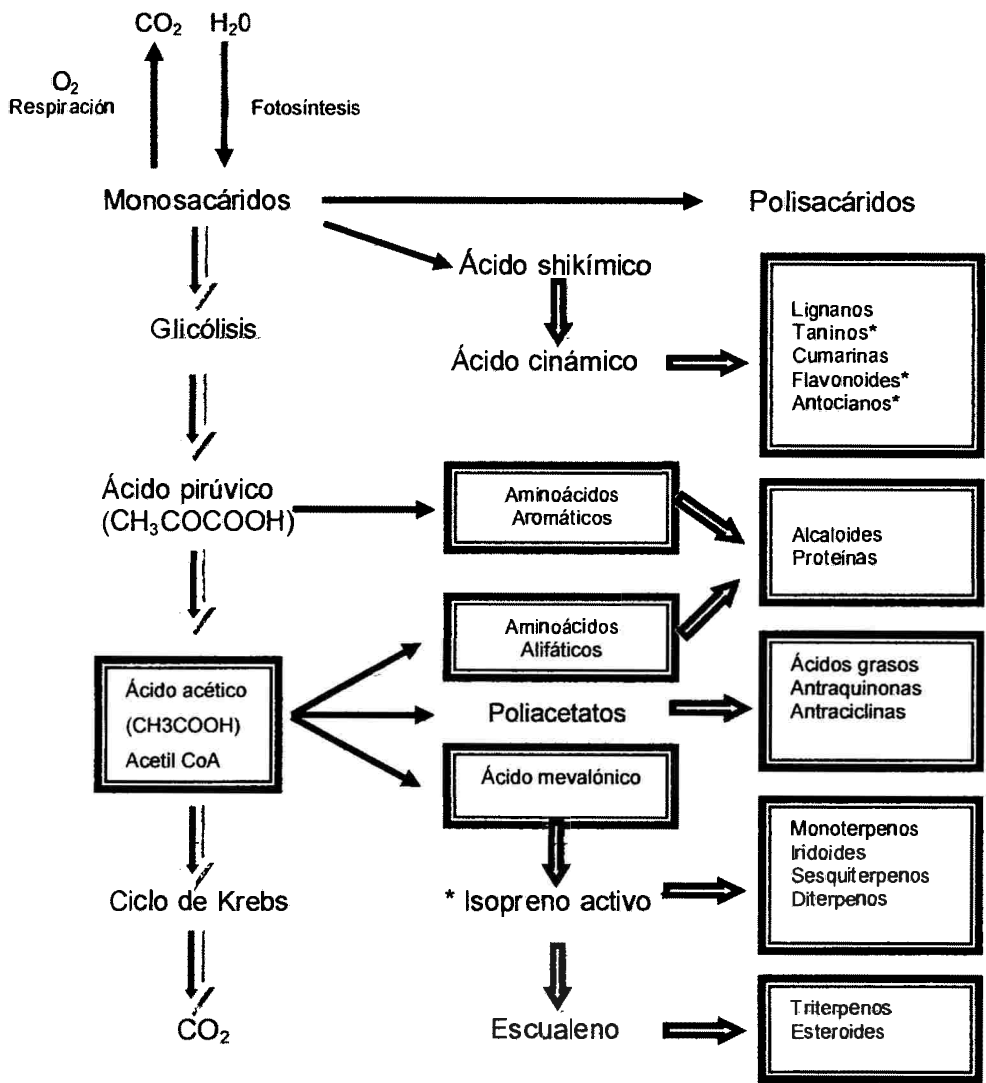 CO₂ H₂0
O₂
Respiración
Fotosíntesis
Monosacáridos
Polisacáridos
Ácido shikímico
Glicólisis
Ácido cinámico
Lignanos
Taninos*
Cumarinas
Flavonoides*
Antocianos*
Ácido pirúvico
(CH₃COCOOH)
Aminoácidos
Aromáticos
Alcaloides
Proteínas
Aminoácidos
Alifáticos
Ácido acético
(CH3COOH)
Acetil CoA
Poliacetatos
Ácidos grasos
Antraquinonas
Antraciclinas
Ácido mevalónico
Ciclo de Krebs
* Isopreno activo
Monoterpenos
Iridoides
Sesquiterpenos
Diterpenos
CO₂
Escualeno
Triterpenos
Esteroides